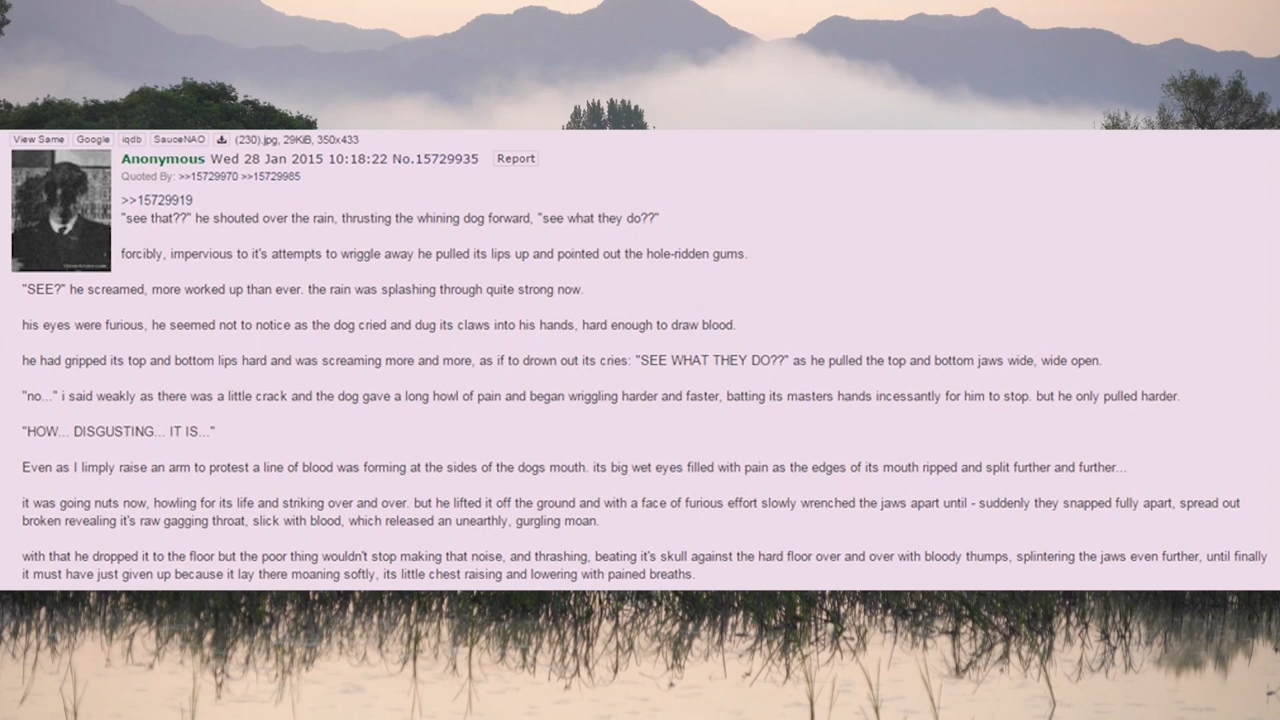 View Same Google iqdb SauceNAO (230).jpg, 29KiB, 350x433
Anonymous Wed 28 Jan 2015 10:18:22 No.15729935 Report
Quoted By: >>15729970 >>15729985
>>15729919
"see that??" he shouted over the rain, thrusting the whining dog forward, "see what they do??"
forcibly, impervious to it's attempts to wriggle away he pulled its lips up and pointed out the hole-ridden gums.
"SEE?" he screamed, more worked up than ever. the rain was splashing through quite strong now.
his eyes were furious, he seemed not to notice as the dog cried and dug its claws into his hands, hard enough to draw blood.
he had gripped its top and bottom lips hard and was screaming more and more, as if to drown out its cries: "SEE WHAT THEY DO??" as he pulled the top and bottom jaws wide, wide open.
"no..." i said weakly as there was a little crack and the dog gave a long howl of pain and began wriggling harder and faster, batting its masters hands incessantly for him to stop. but he only pulled harder.
"HOW... DISGUSTING... IT IS..."
Even as I limply raise an arm to protest a line of blood was forming at the sides of the dogs mouth. its big wet eyes filled with pain as the edges of its mouth ripped and split further and further...
it was going nuts now, howling for its life and striking over and over. but he lifted it off the ground and with a face of furious effort slowly wrenched the jaws apart until - suddenly they snapped fully apart, spread out
broken revealing it's raw gagging throat, slick with blood, which released an unearthly, gurgling moan.
with that he dropped it to the floor but the poor thing wouldn't stop making that noise, and thrashing, beating it's skull against the hard floor over and over with bloody thumps, splintering the jaws even further, until finally
it must have just given up because it lay there moaning softly, its little chest raising and lowering with pained breaths.